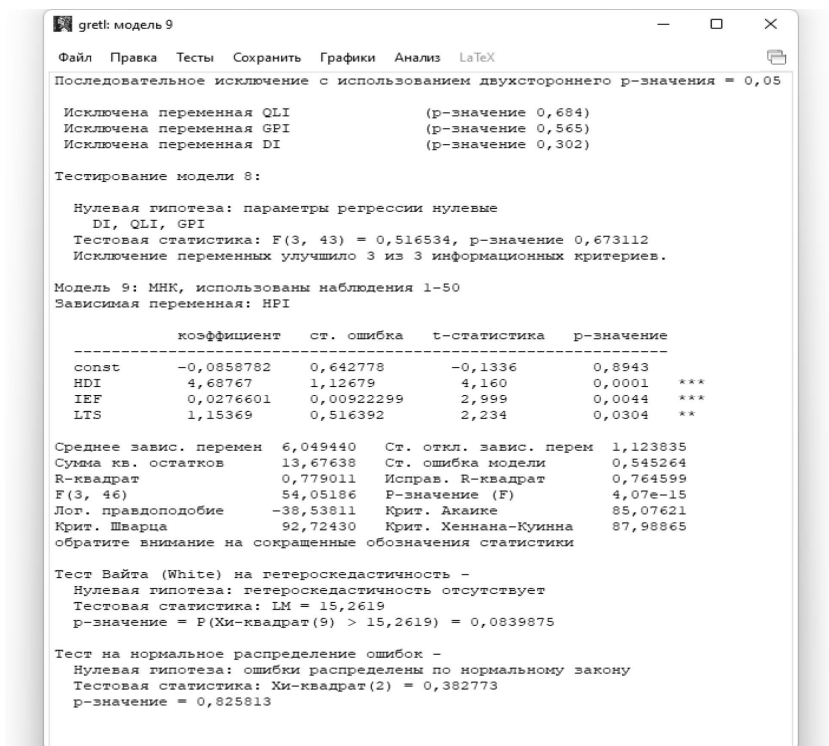 gretl: модель 9
Файл Правка Тесты Сохранить Графики Анализ LaTeX
Последовательное исключение с использованием двухстороннего p-значения = 0,05
Исключена переменная QLI (p-значение 0,684)
Исключена переменная GPI (p-значение 0,565)
Исключена переменная DI (p-значение 0,302)
Тестирование модели 8:
Нулевая гипотеза: параметры регрессии нулевые
DI, QLI, GPI
Тестовая статистика: F(3, 43) = 0,516534, p-значение 0,673112
Исключение переменных улучшило 3 из 3 информационных критериев.
Модель 9: МНК, использованы наблюдения 1-50
Зависимая переменная: HPI
коэффициент ст. ошибка t-статистика p-значение
---------------------------------------------------------------
const -0,0858782 0,642778 -0,1336 0,8943
HDI 4,68767 1,12679 4,160 0,0001 ***
IEF 0,0276601 0,00922299 2,999 0,0044 ***
LTS 1,15369 0,516392 2,234 0,0304 **
Среднее завис. перемен 6,049440 Ст. откл. завис. перем 1,123835
Сумма кв. остатков 13,67638 Ст. ошибка модели 0,545264
R-квадрат 0,779011 Исправ. R-квадрат 0,764599
F(3, 46) 54,05186 Р-значение (F) 4,07e-15
Лог. правдоподобие -38,53811 Крит. Акаике 85,07621
Крит. Шварца 92,72430 Крит. Хеннана-Куинна 87,98865
обратите внимание на сокращенные обозначения статистики
Тест Вайта (White) на гетероскедастичность -
Нулевая гипотеза: гетероскедастичность отсутствует
Тестовая статистика: LM = 15,2619
p-значение = P(Хи-квадрат(9) > 15,2619) = 0,0839875
Тест на нормальное распределение ошибок -
Нулевая гипотеза: ошибки распределены по нормальному закону
Тестовая статистика: Хи-квадрат(2) = 0,382773
p-значение = 0,825813